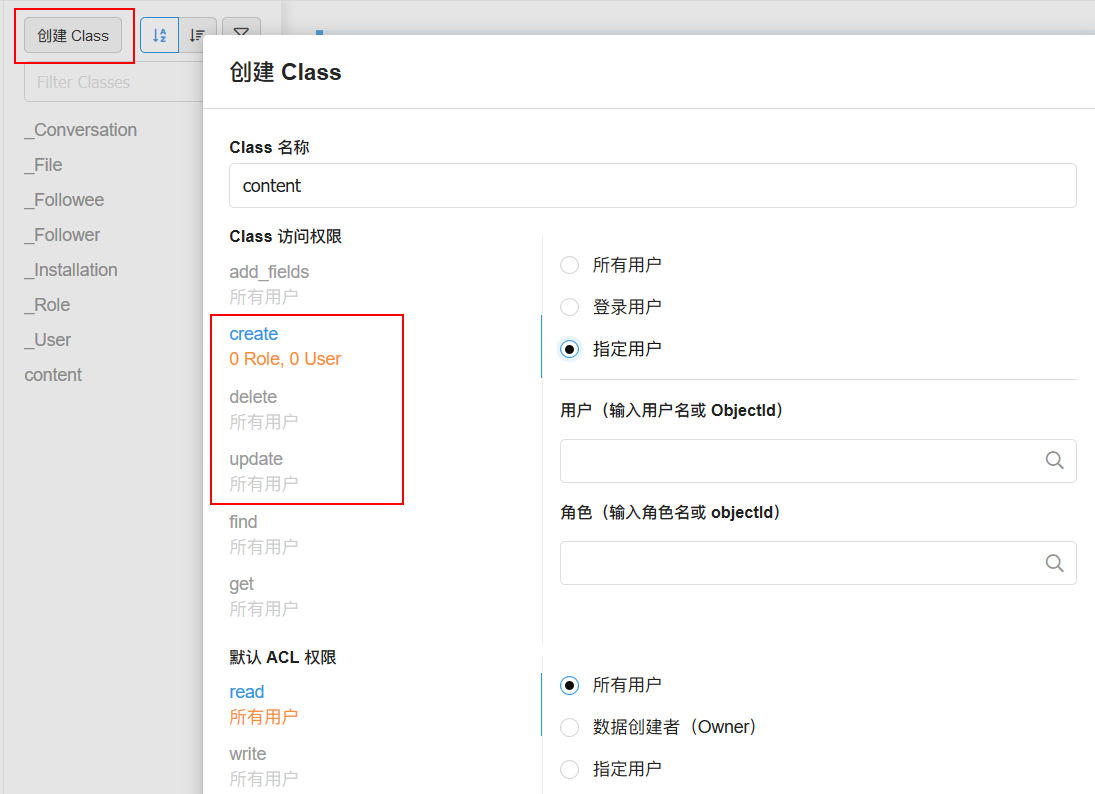 创建 Class
Filter Classes
_Conversation
_File
_Followee
_Follower
_Installation
_Role
_User
content
创建 Class
Class 名称
content
Class 访问权限
add_fields
所有用户
create
0 Role, 0 User
delete
所有用户
update
所有用户
find
所有用户
get
所有用户
所有用户
登录用户
指定用户
用户（输入用户名或 ObjectId）
角色（输入角色名或 objectId）
默认 ACL 权限
read
所有用户
write
所有用户
所有用户
数据创建者（Owner）
指定用户